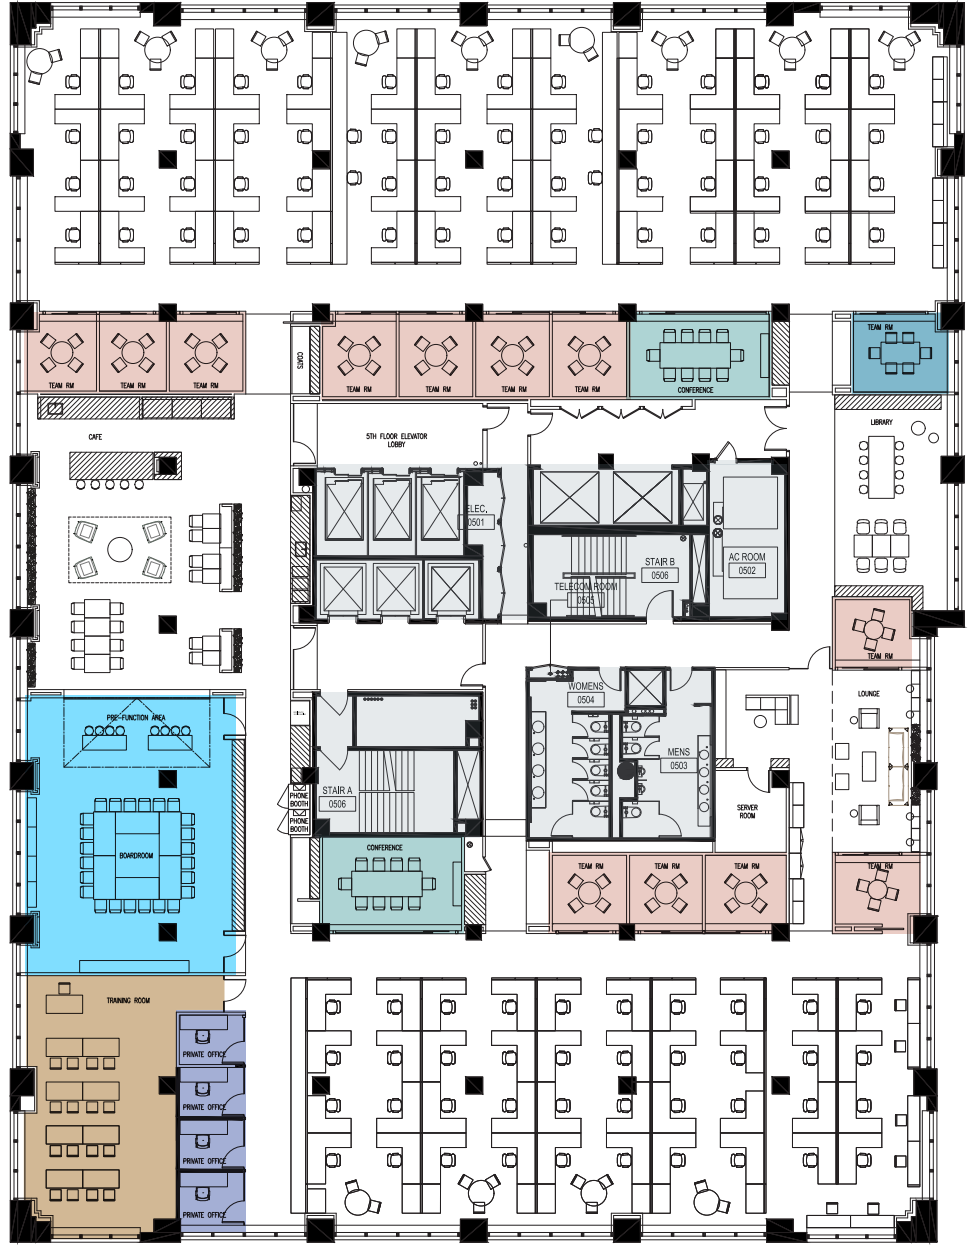 TEAM RM
TEAM RM
TEAM RM
TEAM RM
COATS
TEAM RM
TEAM RM
TEAM RM
TEAM RM
CONFERENCE
CAFE
5TH FLOOR ELEVATOR
LOBBY
LIBRARY
ELEC.
0501
STAIR B
0506
AC ROOM
0502
TELECOM ROOM
0505
TEAM RM
WOMENS
0504
LOUNGE
PRE-FUNCTION AREA
MENS
0503
STAIR A
0506
PHONE
BOOTH
PHONE
BOOTH
SERVER
ROOM
BOARDROOM
CONFERENCE
TEAM RM
TEAM RM
TEAM RM
TEAM RM
TRAINING ROOM
PRIVATE OFFICE
PRIVATE OFFICE
PRIVATE OFFICE
PRIVATE OFFICE